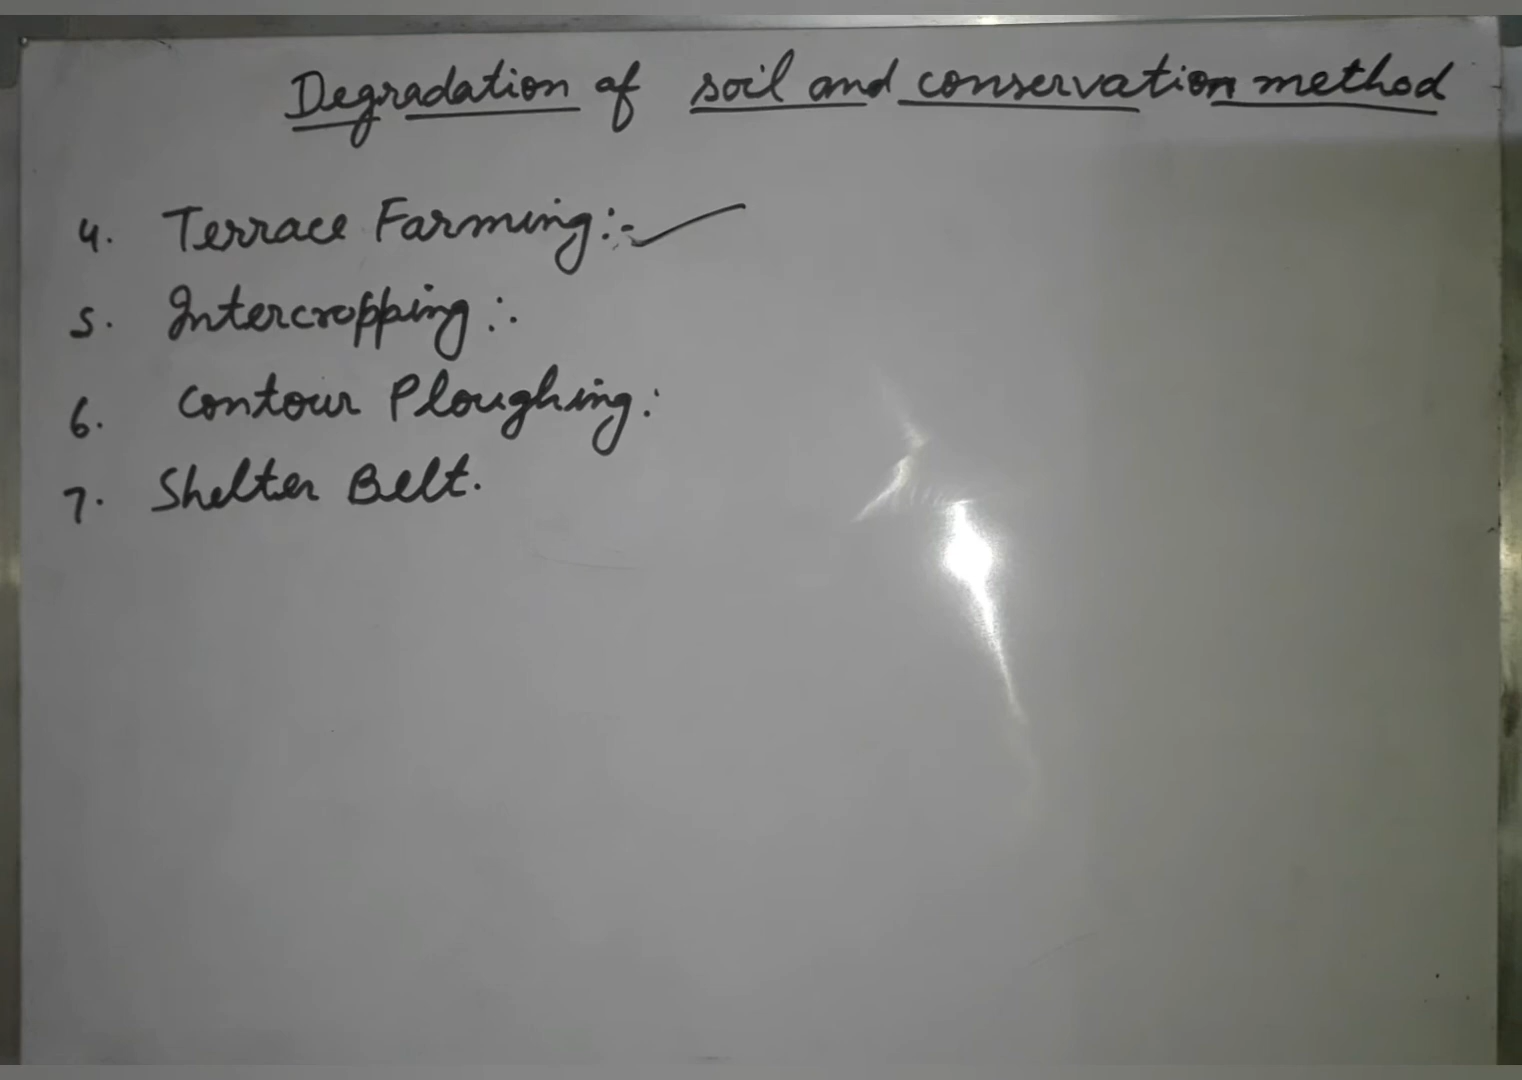 Degradation of soil and conservation method
4. Terrace Farming:-
5. Intercropping:.
6. Contour Ploughing:
7. Shelter Belt.